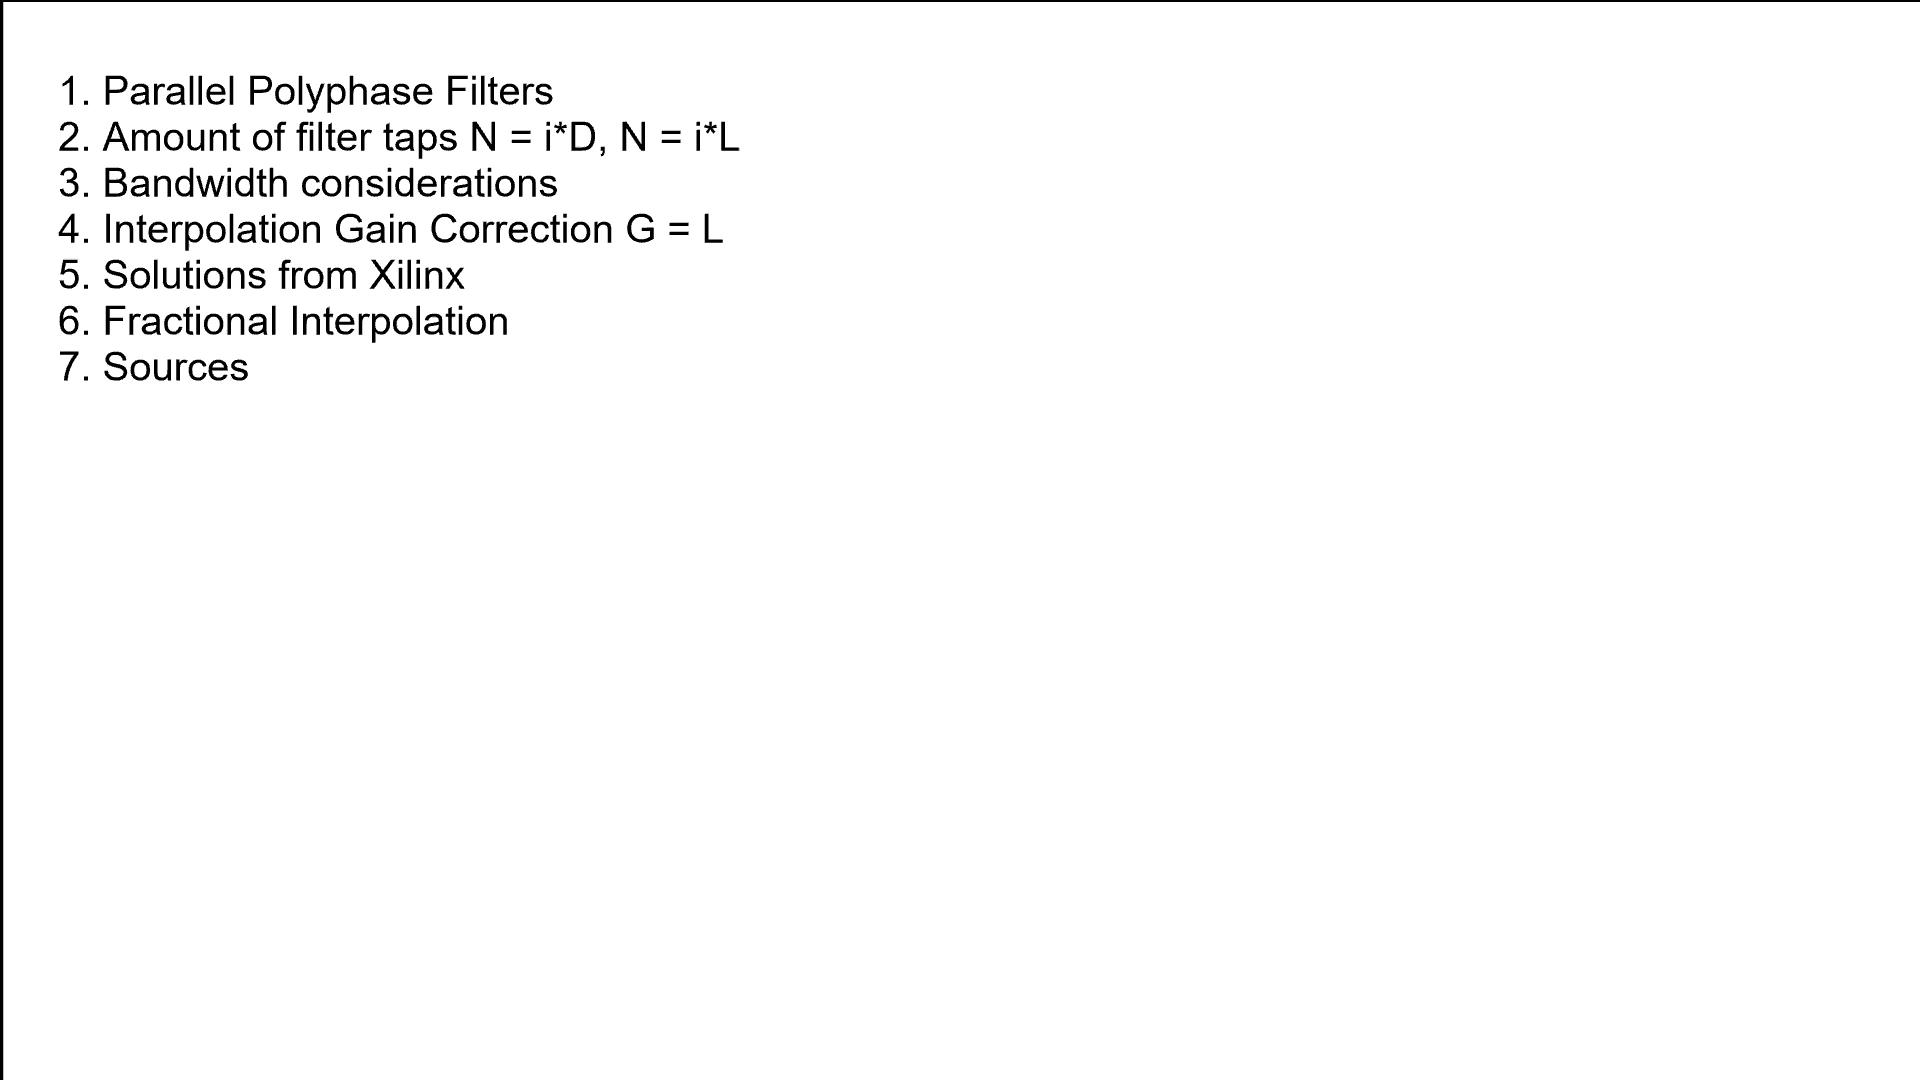 1. Parallel Polyphase Filters
2. Amount of filter taps N = i*D, N = i*L
3. Bandwidth considerations
4. Interpolation Gain Correction G = L
5. Solutions from Xilinx
6. Fractional Interpolation
7. Sources